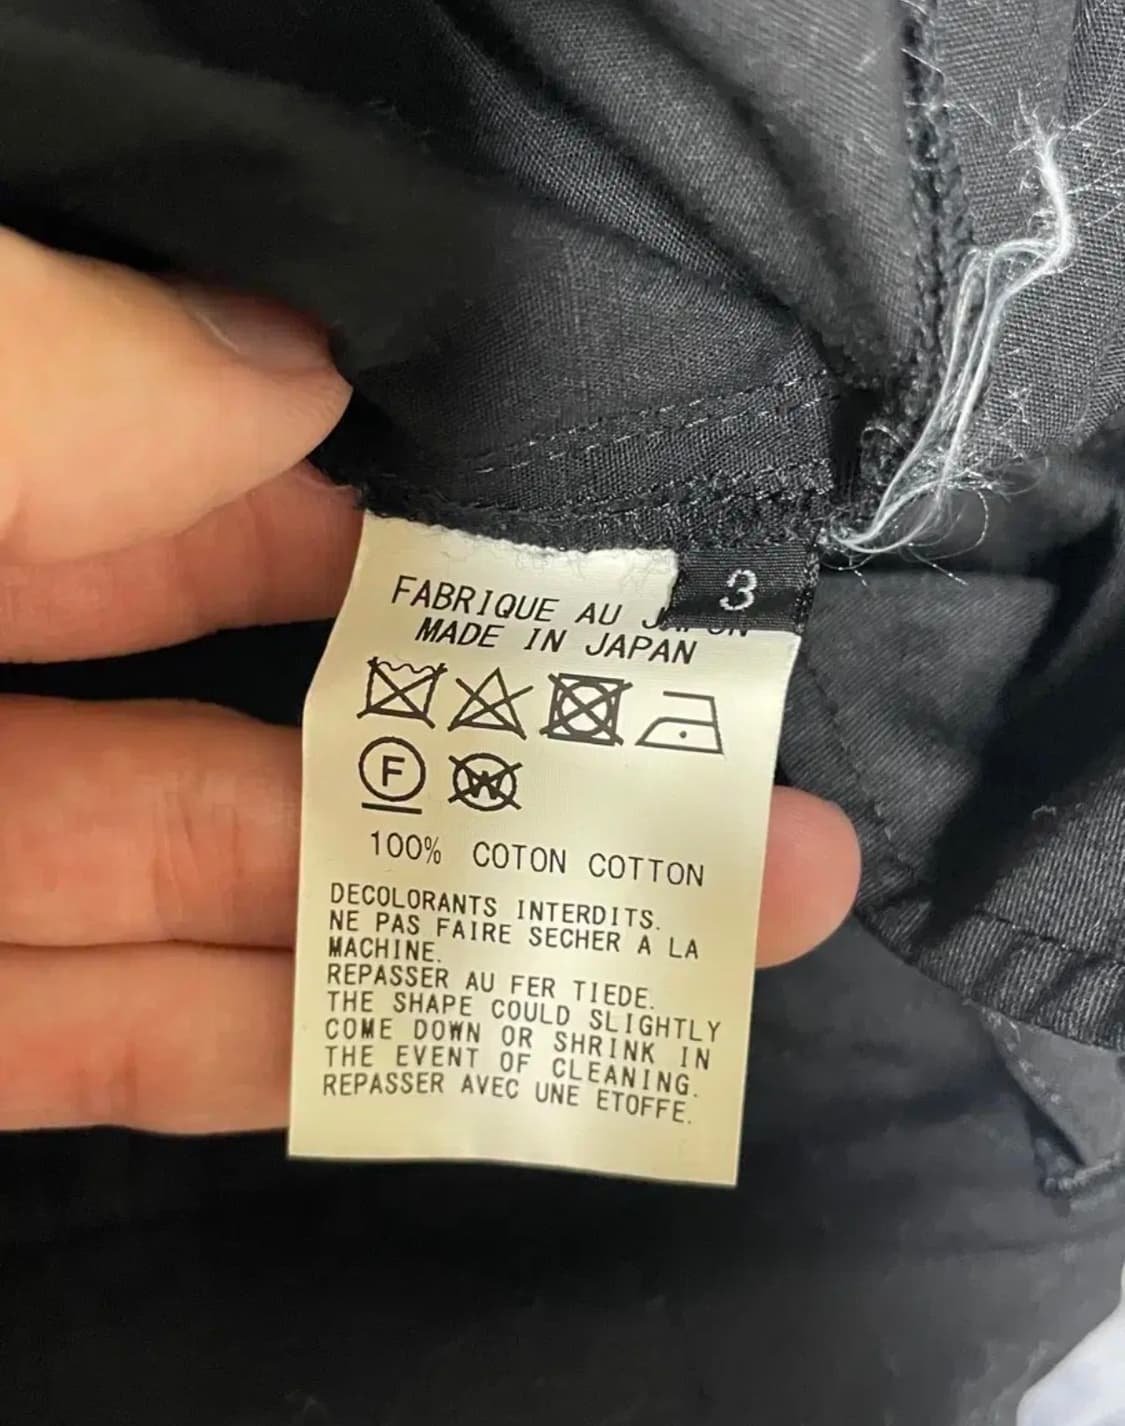 3
FABRIQUE AU JAPON
MADE IN JAPAN
F
W
100% COTON COTTON
DECOLORANTS INTERDITS.
NE PAS FAIRE SECHER A LA
MACHINE.
REPASSER AU FER TIEDE.
THE SHAPE COULD SLIGHTLY
COME DOWN OR SHRINK IN
THE EVENT OF CLEANING.
REPASSER AVEC UNE ETOFFE.